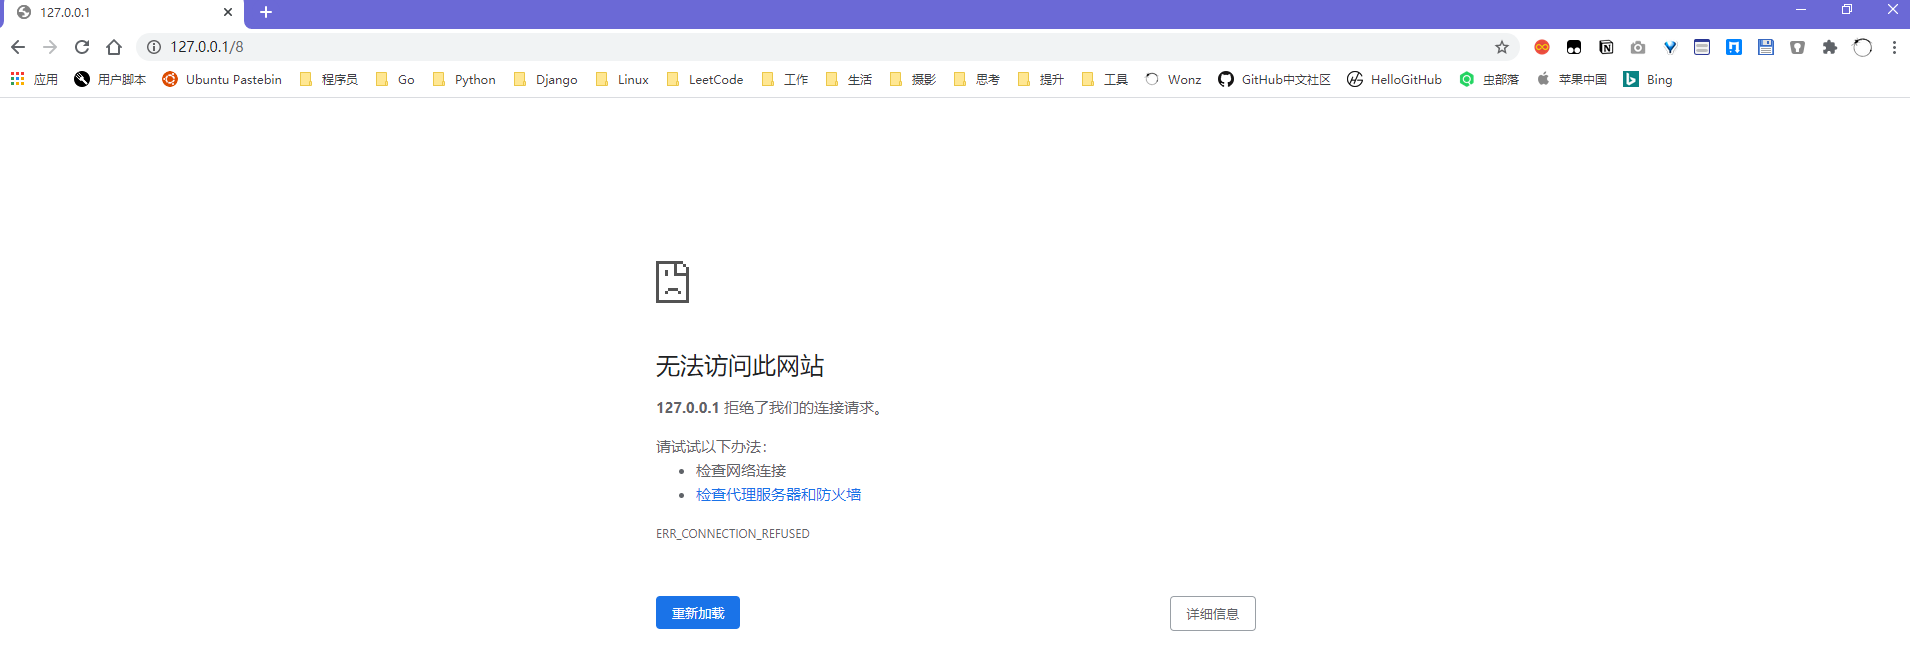 127.0.0.1
127.0.0.1/8
应用 用户脚本 Ubuntu Pastebin 程序员 Go Python Django Linux LeetCode 工作 生活 摄影 思考 提升 工具 Wonz GitHub中文社区 HelloGitHub 虫部落 苹果中国 Bing
无法访问此网站
127.0.0.1 拒绝了我们的连接请求。
请试试以下办法：
检查网络连接
检查代理服务器和防火墙
ERR_CONNECTION_REFUSED
重新加载 详细信息